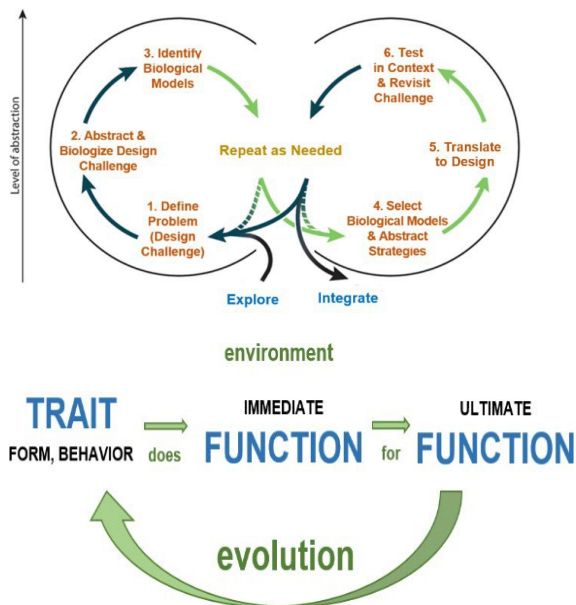 Level of abstraction
3. Identify
Biological
Models
6. Test
in Context
& Revisit
Challenge
2. Abstract &
Biologize Design
Challenge
Repeat as Needed
5. Translate
to Design
1. Define
Problem
(Design
Challenge)
4. Select
Biological Models
& Abstract
Strategies
Explore
Integrate
environment
TRAIT
FORM, BEHAVIOR
does
IMMEDIATE
FUNCTION
for
ULTIMATE
FUNCTION
evolution